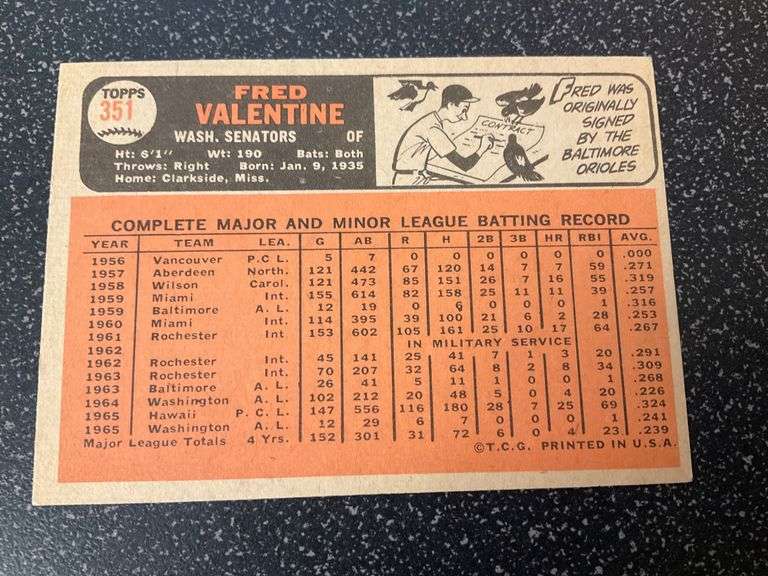 TOPPS
351
FRED
VALENTINE
WASH. SENATORS OF
Ht: 6'1" Wt: 190 Bats: Both
Throws: Right Born: Jan. 9, 1935
Home: Clarkside, Miss.
CONTRACT
FRED WAS
ORIGINALLY
SIGNED
BY THE
BALTIMORE
ORIOLES
COMPLETE MAJOR AND MINOR LEAGUE BATTING RECORD
YEAR TEAM LEA. G AB R H 2B 3B HR RBI AVG.
1956 Vancouver P.C L. 5 7 0 0 0 0 0 0 .000
1957 Aberdeen North. 121 442 67 120 14 7 7 59 .271
1958 Wilson Carol. 121 473 85 151 26 7 16 55 .319
1959 Miami Int. 155 614 82 158 25 11 11 39 .257
1959 Baltimore A. L. 12 19 0 6 0 0 0 1 .316
1960 Miami Int. 114 395 39 100 21 6 2 28 .253
1961 Rochester Int. 153 602 105 161 25 10 17 64 .267
1962 IN MILITARY SERVICE
1962 Rochester Int. 45 141 25 41 7 1 3 20 .291
1963 Rochester Int. 70 207 32 64 8 2 8 34 .309
1963 Baltimore A. L. 26 41 5 11 1 0 0 1 .268
1964 Washington A. L. 102 212 20 48 5 0 4 20 .226
1965 Hawaii P. C. L. 147 556 116 180 28 7 25 69 .324
1965 Washington A. L. 12 29 6 7 0 0 0 1 .241
Major League Totals 4 Yrs. 152 301 31 72 6 0 4 23 .239
©T.C.G. PRINTED IN U.S.A.